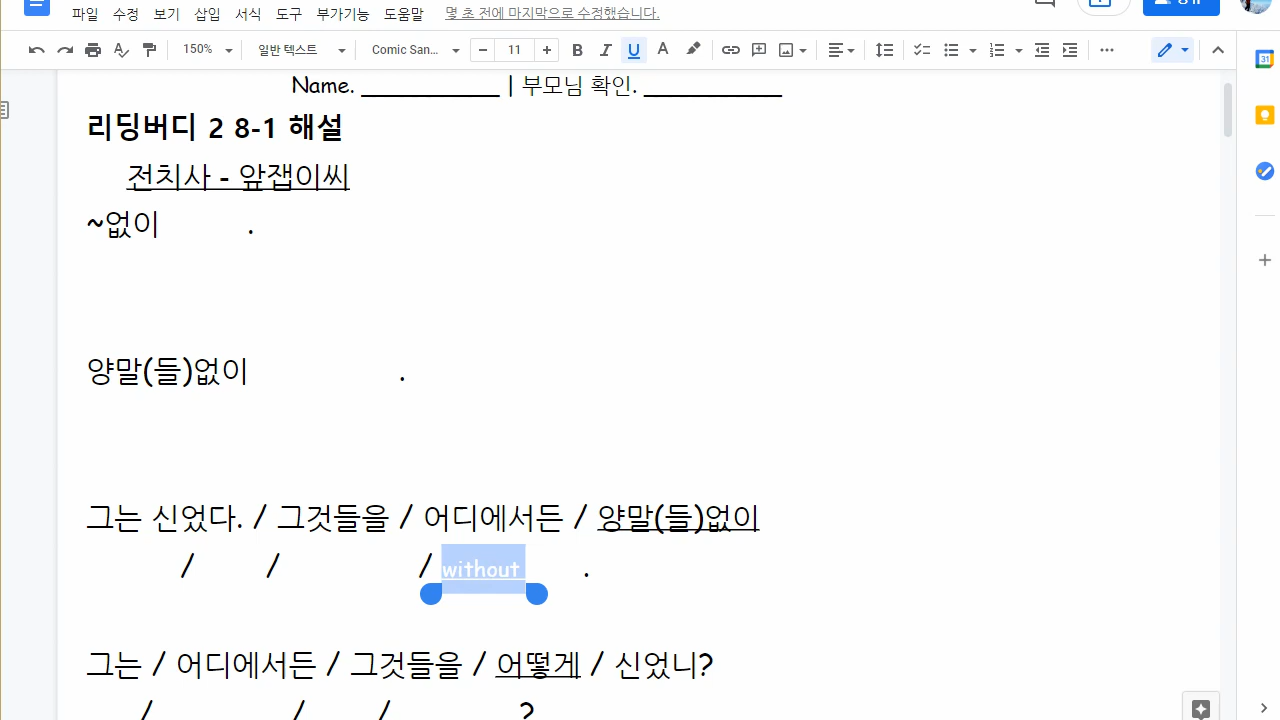 파일 수정 보기 삽입 서식 도구 부가기능 도움말 몇 초 전에 마지막으로 수정했습니다.
150% 일반 텍스트 Comic San... − 11 + B I U A
31
Name. ___________ | 부모님 확인. ___________
리딩버디 2 8-1 해설
전치사 - 앞잽이씨
~없이 .
양말(들)없이 .
그는 신었다. / 그것들을 / 어디에서든 / 양말(들)없이
/ / / without .
그는 / 어디에서든 / 그것들을 / 어떻게 / 신었니?
/ / / ?